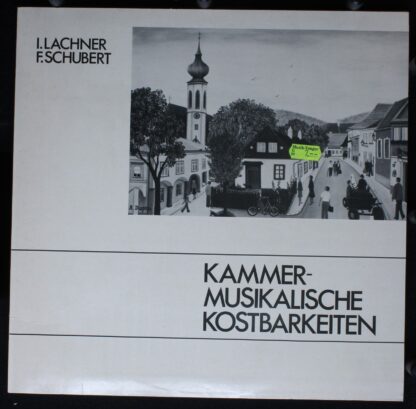 I. LACHNER
F. SCHUBERT
KAMMER-
MUSIKALISCHE
KOSTBARKEITEN